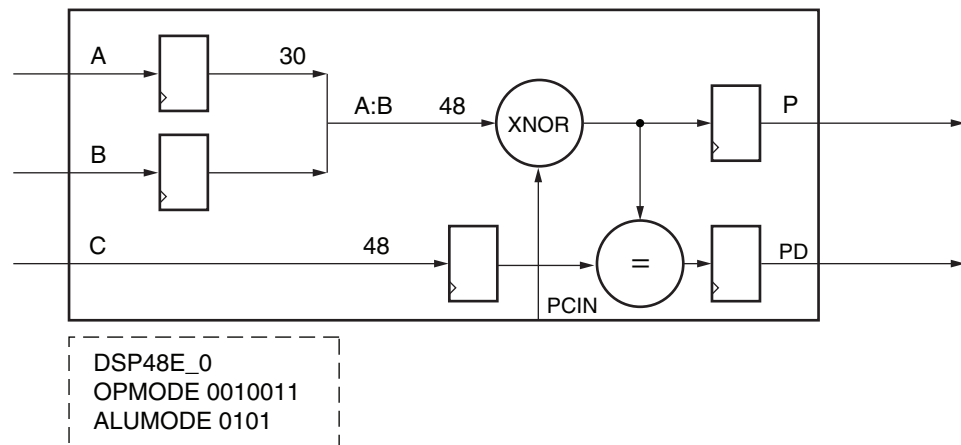 A
30
A:B
48
XNOR
P
B
C
48
=
PD
PCIN
DSP48E_0
OPMODE 0010011
ALUMODE 0101